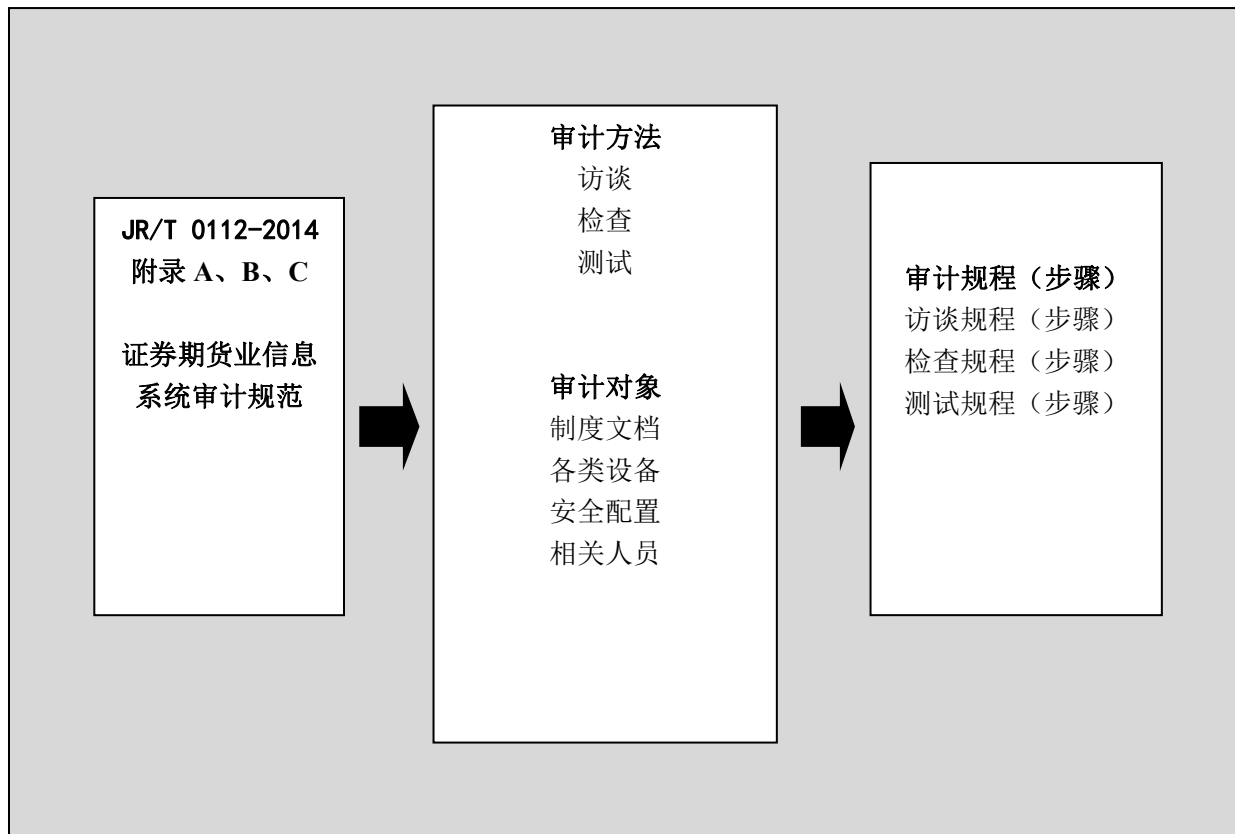 JR/T 0112-2014
附录 A、B、C
证券期货业信息
系统审计规范
审计方法
访谈
检查
测试
审计对象
制度文档
各类设备
安全配置
相关人员
审计规程（步骤）
访谈规程（步骤）
检查规程（步骤）
测试规程（步骤）